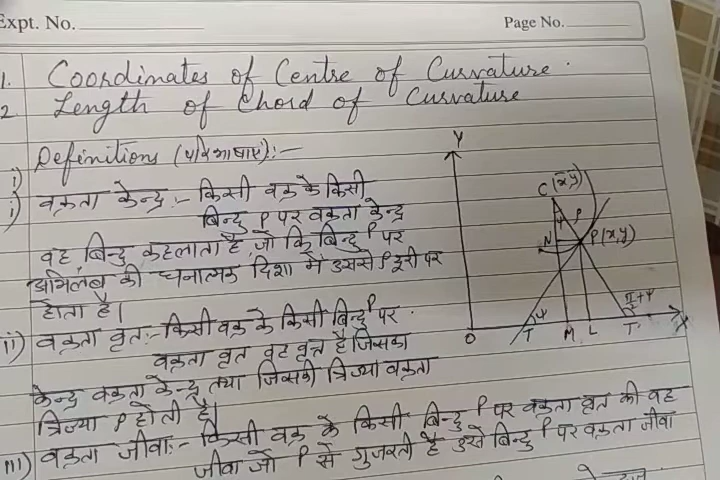 Expt. No.
Page No.
1. Coordinates of Centre of Curvature.
2 Length of Chord of Curvature
Definitions (परिभाषाएं):-
i) वक्रता केन्द्र:- किसी वक्र के किसी
बिन्दु P पर वक्रता केन्द्र
वह बिन्दु कहलाता है जो कि बिन्दु P पर
अभिलंब की धनात्मक दिशा में उससे ρ दूरी पर
होता है।
ii) वक्रता वृत:- किसी वक्र के किसी बिन्दु P पर
वक्रता वृत वह वृत्त है जिसका
केन्द्र वक्रता केन्द्र तथा जिसकी त्रिज्या वक्रता
त्रिज्या ρ होती है।
iii) वक्रता जीवा:- किसी वक्र के किसी बिन्दु P पर वक्रता वृत की वह
जीवा जो P से गुजरती है उसे बिन्दु P पर वक्रता जीवा
Y
C(x̄,ȳ)
ψ ρ
N P(x,y)
ψ π/2+ψ
O T M L T' X